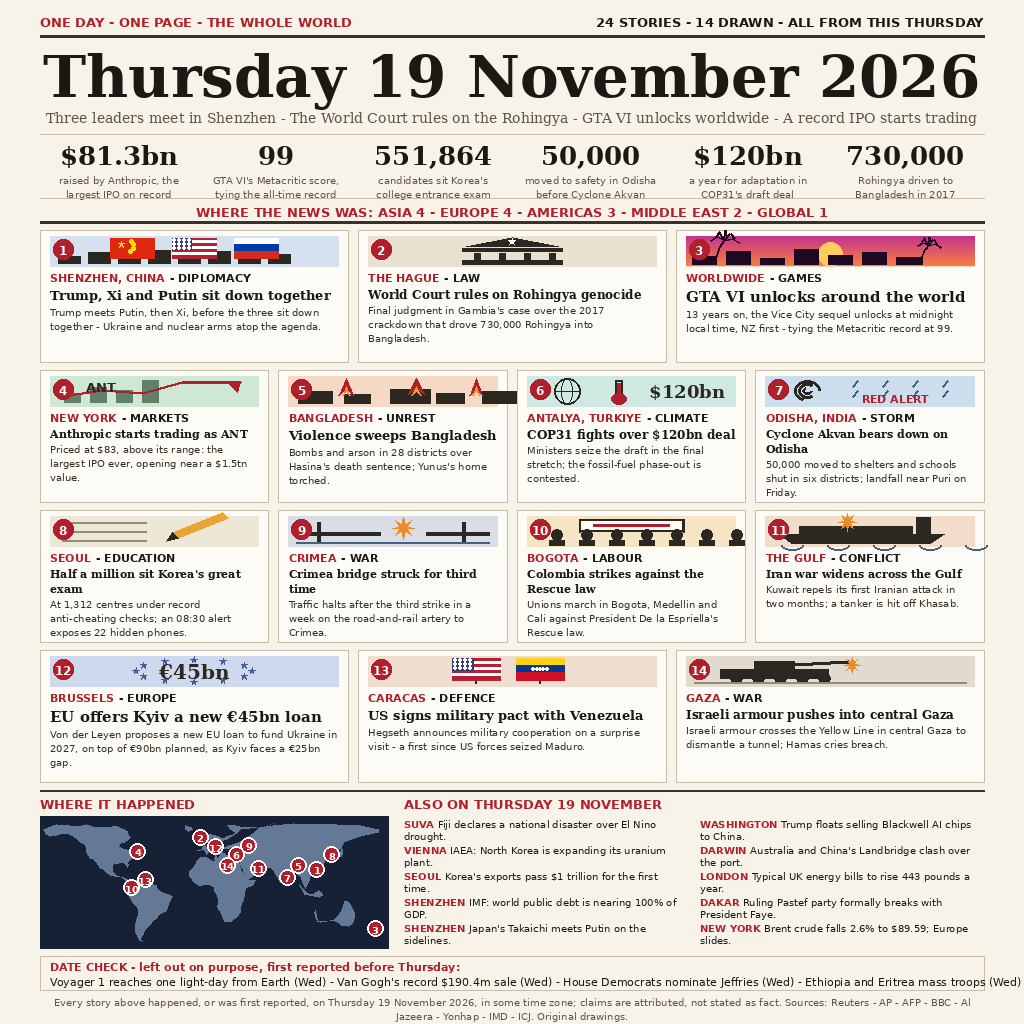 ONE DAY - ONE PAGE - THE WHOLE WORLD
24 STORIES - 14 DRAWN - ALL FROM THIS THURSDAY
Thursday 19 November 2026
Three leaders meet in Shenzhen - The World Court rules on the Rohingya - GTA VI unlocks worldwide - A record IPO starts trading
$81.3bn
raised by Anthropic, the
largest IPO on record
99
GTA VI's Metacritic score,
tying the all-time record
551,864
candidates sit Korea's
college entrance exam
50,000
moved to safety in Odisha
before Cyclone Akvan
$120bn
a year for adaptation in
COP31's draft deal
730,000
Rohingya driven to
Bangladesh in 2017
WHERE THE NEWS WAS: ASIA 4 - EUROPE 4 - AMERICAS 3 - MIDDLE EAST 2 - GLOBAL 1
1
SHENZHEN, CHINA - DIPLOMACY
Trump, Xi and Putin sit down together
Trump meets Putin, then Xi, before the three sit down
together - Ukraine and nuclear arms atop the agenda.
2
THE HAGUE - LAW
World Court rules on Rohingya genocide
Final judgment in Gambia's case over the 2017
crackdown that drove 730,000 Rohingya into
Bangladesh.
3
WORLDWIDE - GAMES
GTA VI unlocks around the world
13 years on, the Vice City sequel unlocks at midnight
local time, NZ first - tying the Metacritic record at 99.
4
ANT
NEW YORK - MARKETS
Anthropic starts trading as ANT
Priced at $83, above its range: the
largest IPO ever, opening near a $1.5tn
value.
5
BANGLADESH - UNREST
Violence sweeps Bangladesh
Bombs and arson in 28 districts over
Hasina's death sentence; Yunus's home
torched.
6
$120bn
ANTALYA, TURKIYE - CLIMATE
COP31 fights over $120bn deal
Ministers seize the draft in the final
stretch; the fossil-fuel phase-out is
contested.
7
RED ALERT
ODISHA, INDIA - STORM
Cyclone Akvan bears down on
Odisha
50,000 moved to shelters and schools
shut in six districts; landfall near Puri on
Friday.
8
SEOUL - EDUCATION
Half a million sit Korea's great
exam
At 1,312 centres under record
anti-cheating checks; an 08:30 alert
exposes 22 hidden phones.
9
CRIMEA - WAR
Crimea bridge struck for third
time
Traffic halts after the third strike in a
week on the road-and-rail artery to
Crimea.
10
BOGOTA - LABOUR
Colombia strikes against the
Rescue law
Unions march in Bogota, Medellin and
Cali against President De la Espriella's
Rescue law.
11
THE GULF - CONFLICT
Iran war widens across the Gulf
Kuwait repels its first Iranian attack in
two months; a tanker is hit off Khasab.
12
€45bn
BRUSSELS - EUROPE
EU offers Kyiv a new €45bn loan
Von der Leyen proposes a new EU loan to fund Ukraine in
2027, on top of €90bn planned, as Kyiv faces a €25bn
gap.
13
CARACAS - DEFENCE
US signs military pact with Venezuela
Hegseth announces military cooperation on a surprise
visit - a first since US forces seized Maduro.
14
GAZA - WAR
Israeli armour pushes into central Gaza
Israeli armour crosses the Yellow Line in central Gaza to
dismantle a tunnel; Hamas cries breach.
WHERE IT HAPPENED
2
12
9
4
6
8
14
5
11
1
13
7
10
3
ALSO ON THURSDAY 19 NOVEMBER
SUVA Fiji declares a national disaster over El Nino
drought.
VIENNA IAEA: North Korea is expanding its uranium
plant.
SEOUL Korea's exports pass $1 trillion for the first
time.
SHENZHEN IMF: world public debt is nearing 100% of
GDP.
SHENZHEN Japan's Takaichi meets Putin on the
sidelines.
WASHINGTON Trump floats selling Blackwell AI chips
to China.
DARWIN Australia and China's Landbridge clash over
the port.
LONDON Typical UK energy bills to rise 443 pounds a
year.
DAKAR Ruling Pastef party formally breaks with
President Faye.
NEW YORK Brent crude falls 2.6% to $89.59; Europe
slides.
DATE CHECK - left out on purpose, first reported before Thursday:
Voyager 1 reaches one light-day from Earth (Wed) - Van Gogh's record $190.4m sale (Wed) - House Democrats nominate Jeffries (Wed) - Ethiopia and Eritrea mass troops (Wed)
Every story above happened, or was first reported, on Thursday 19 November 2026, in some time zone; claims are attributed, not stated as fact. Sources: Reuters - AP - AFP - BBC - Al
Jazeera - Yonhap - IMD - ICJ. Original drawings.